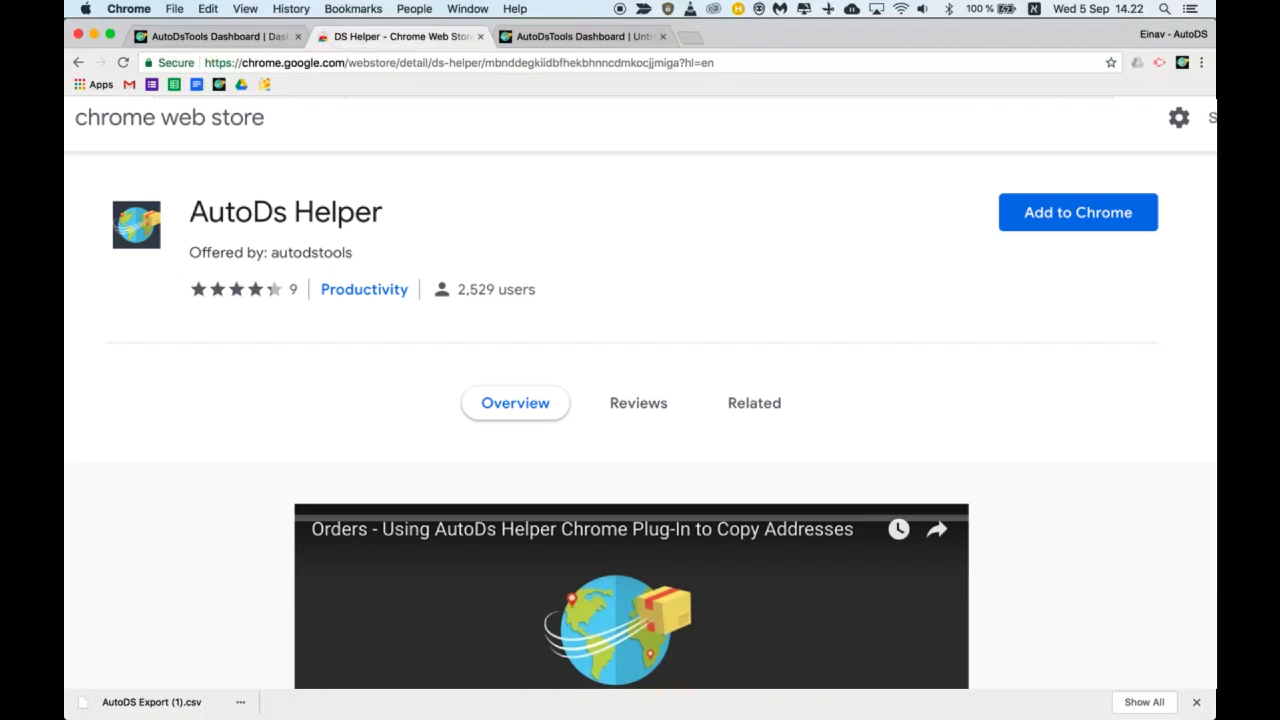 Chrome File Edit View History Bookmarks People Window Help 100 % Wed 5 Sep 14.22
AutoDsTools Dashboard | Das DS Helper - Chrome Web Stor AutoDsTools Dashboard | Unt Einav - AutoDS
Secure https://chrome.google.com/webstore/detail/ds-helper/mbnddegkiidbfhekbhnncdmkocjjmiga?hl=en
Apps
chrome web store S
AutoDs Helper
Add to Chrome
Offered by: autodstools
9 Productivity 2,529 users
Overview Reviews Related
Orders - Using AutoDs Helper Chrome Plug-In to Copy Addresses
AutoDS Export (1).csv Show All